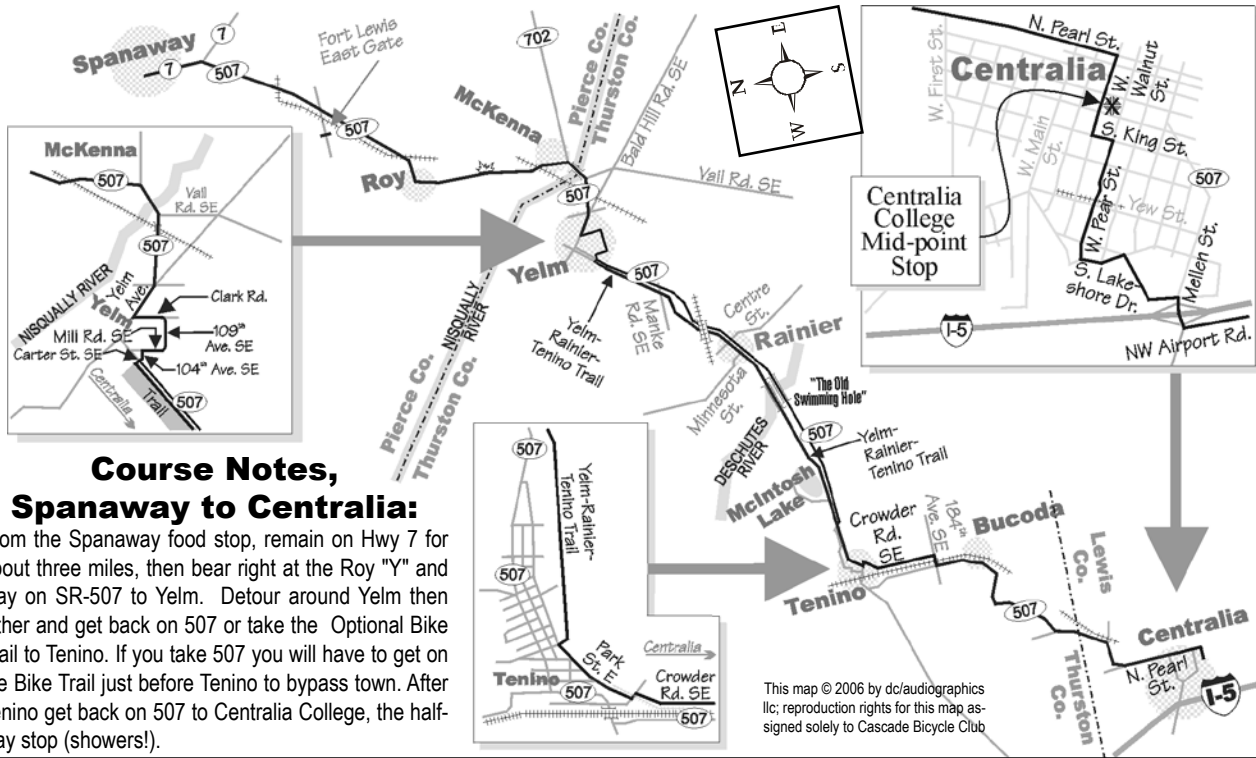 Spanaway
7
7
507
Fort Lewis
East Gate
507
Roy
McKenna
702
Pierce Co.
Thurston Co.
Bald Hill Rd. SE
Vail Rd. SE
507
Yelm
507
NISQUALLY
RIVER
Pierce Co.
Thurston Co.
Yelm-
Rainier-
Tenino Trail
Manke
Rd. SE
Centre
St.
Rainier
Minnesota
St.
"The Old
Swimming Hole"
DESCHUTES
RIVER
507
Yelm-
Rainier-
Tenino Trail
McIntosh
Lake
Crowder
Rd.
SE
184th
Ave. SE
Bucoda
Tenino
507
Lewis
Co.
Thurston
Co.
Centralia
N. Pearl
St.
I-5
N
E
S
W
McKenna
507
Vail
Rd. SE
507
NISQUALLY RIVER
Yelm
Ave.
Yelm
Clark Rd.
Mill Rd. SE
109th
Ave. SE
Carter St. SE
104th Ave. SE
Centralia
Trail
507
507
Yelm-Rainier-
Tenino Trail
507
Park
St. E
Centralia
Tenino
507
Crowder
Rd. SE
507
N. Pearl St.
Centralia
W. First St.
W. Walnut
St.
W. Main
St.
S. King St.
507
W. Pear St.
Yew St.
Centralia
College
Mid-point
Stop
S. Lake-
shore Dr.
Mellen St.
I-5
NW Airport Rd.
Course Notes,
Spanaway to Centralia:
om the Spanaway food stop, remain on Hwy 7 for
bout three miles, then bear right at the Roy "Y" and
ay on SR-507 to Yelm. Detour around Yelm then
ther and get back on 507 or take the Optional Bike
ail to Tenino. If you take 507 you will have to get on
e Bike Trail just before Tenino to bypass town. After
enino get back on 507 to Centralia College, the half-
ay stop (showers!).
This map © 2006 by dc/audiographics
llc; reproduction rights for this map as-
signed solely to Cascade Bicycle Club